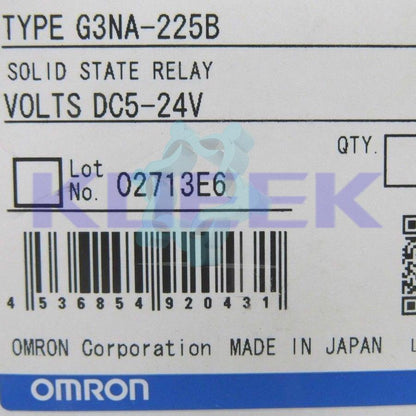 TYPE G3NA-225B
SOLID STATE RELAY
VOLTS DC5-24V
QTY.
Lot No. 02713E6
KOEEK
4 536854 920431
OMRON Corporation MADE IN JAPAN L
OMRON